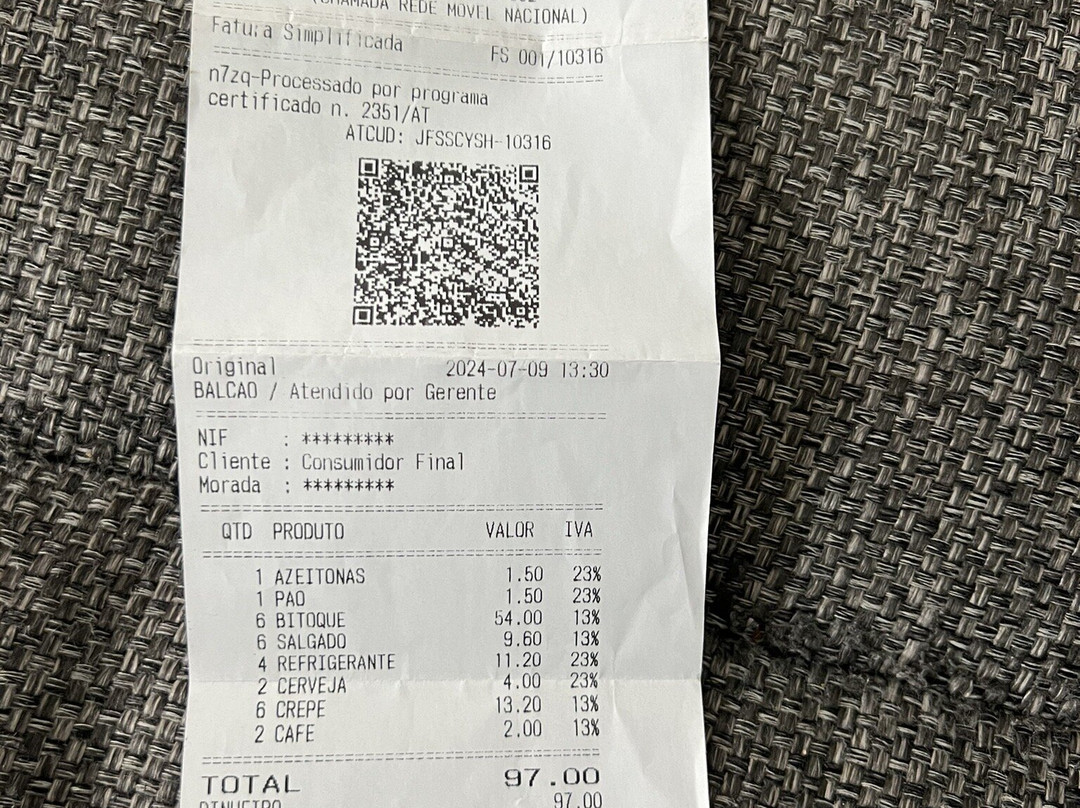 (CHAMADA REDE MOVEL NACIONAL)
Fatura Simplificada FS 001/10316
n7zq-Processado por programa
certificado n. 2351/AT
ATCUD: JFSSCYSH-10316
Original 2024-07-09 13:30
BALCAO / Atendido por Gerente
NIF : *********
Cliente : Consumidor Final
Morada : *********
QTD PRODUTO VALOR IVA
1 AZEITONAS 1.50 23%
1 PAO 1.50 23%
6 BITOQUE 54.00 13%
6 SALGADO 9.60 13%
4 REFRIGERANTE 11.20 23%
2 CERVEJA 4.00 23%
6 CREPE 13.20 13%
2 CAFE 2.00 13%
TOTAL 97.00
DINHEIRO 97.00